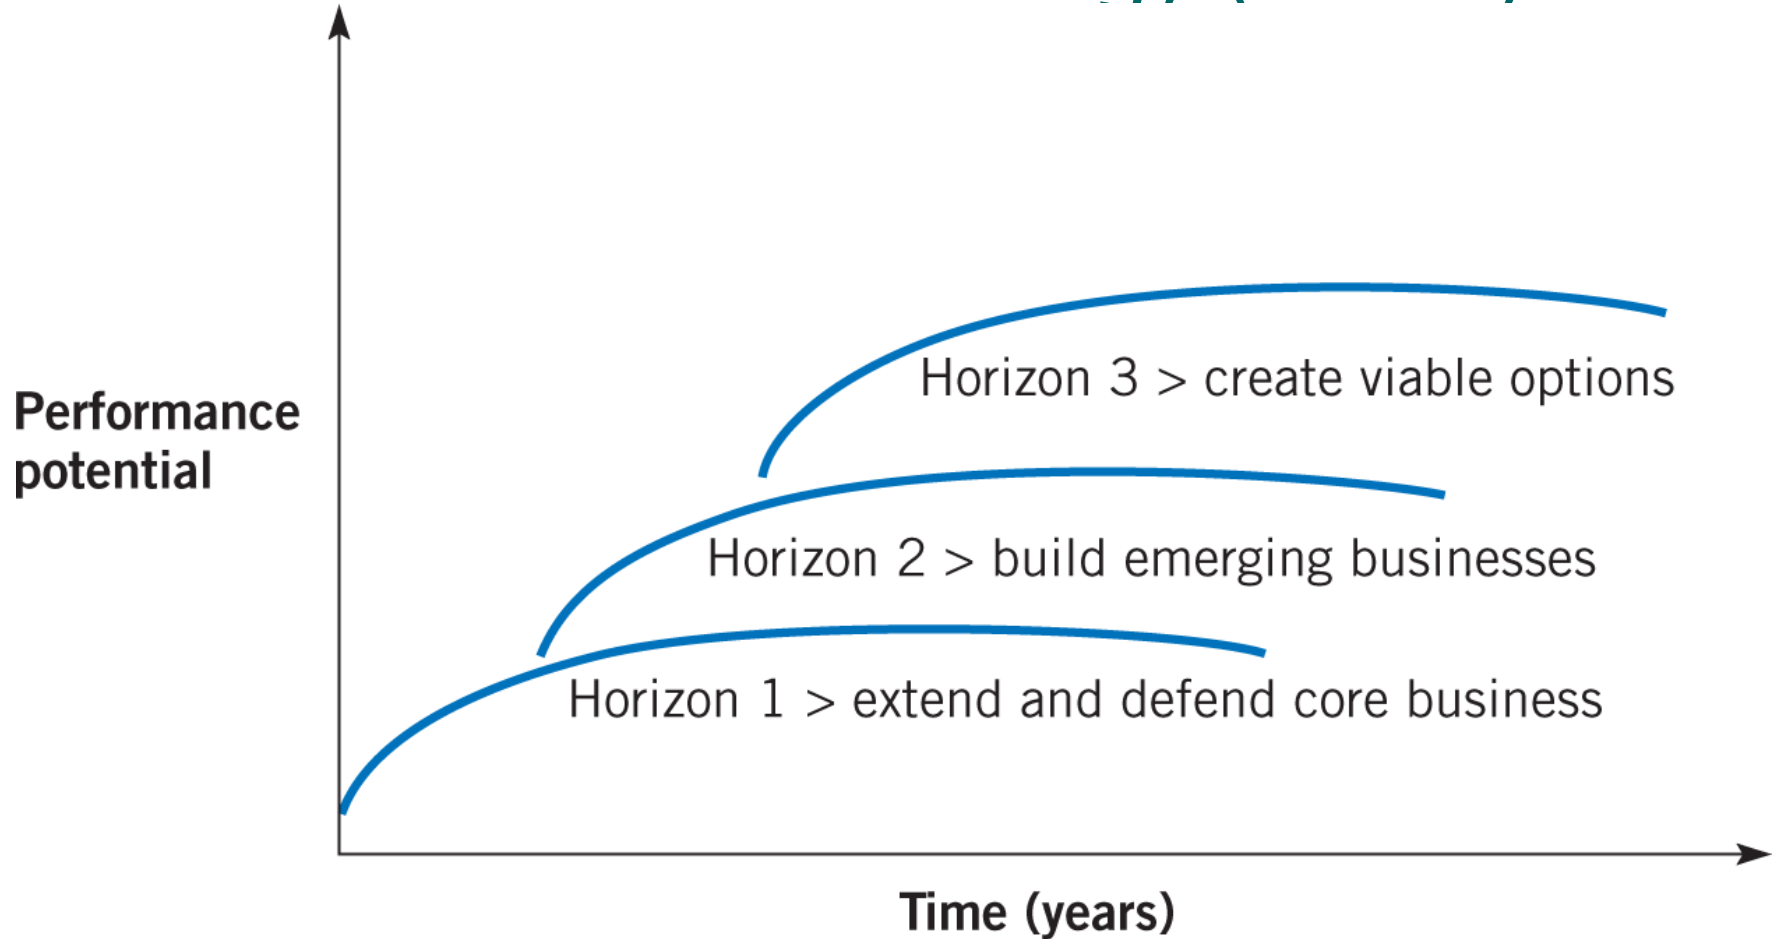 Horizon 3 > create viable options
Performance
potential
Horizon 2 > build emerging businesses
Horizon 1 > extend and defend core business
Time (years)